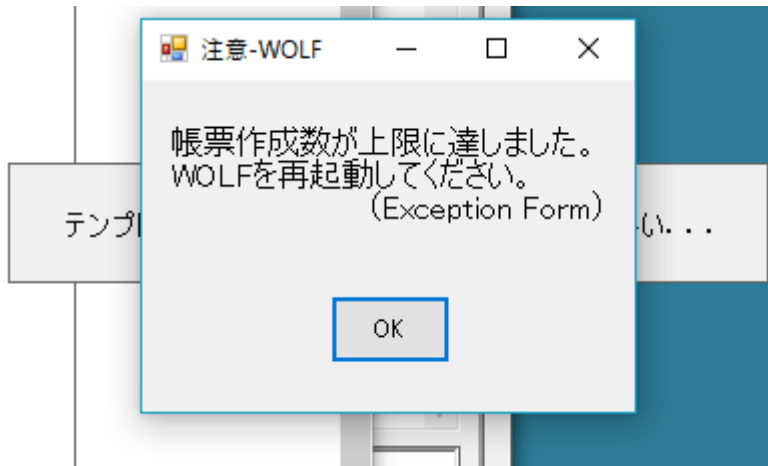 注意-WOLF
帳票作成数が上限に達しました。
WOLFを再起動してください。
(Exception Form)
テンプ
い...
OK